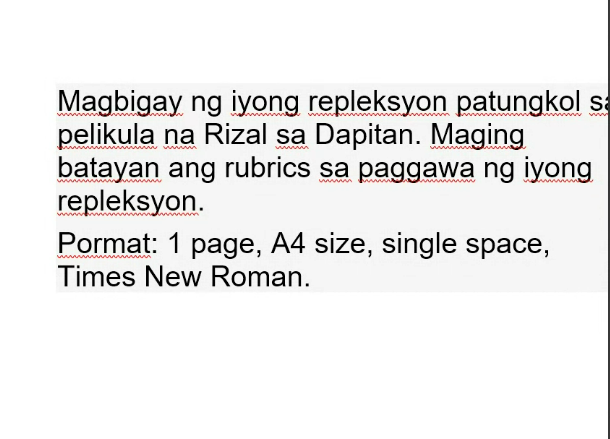 Magbigay ng iyong repleksyon patungkol sa
pelikula na Rizal sa Dapitan. Maging
batayan ang rubrics sa paggawa ng iyong
repleksyon.
Pormat: 1 page, A4 size, single space,
Times New Roman.